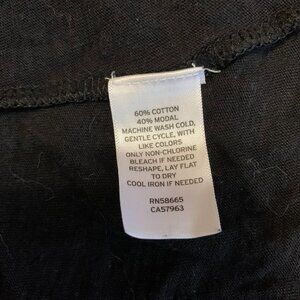 60% COTTON
40% MODAL
MACHINE WASH COLD,
GENTLE CYCLE, WITH
LIKE COLORS
ONLY NON-CHLORINE
BLEACH IF NEEDED
RESHAPE, LAY FLAT
TO DRY
COOL IRON IF NEEDED
RN58665
CA57963